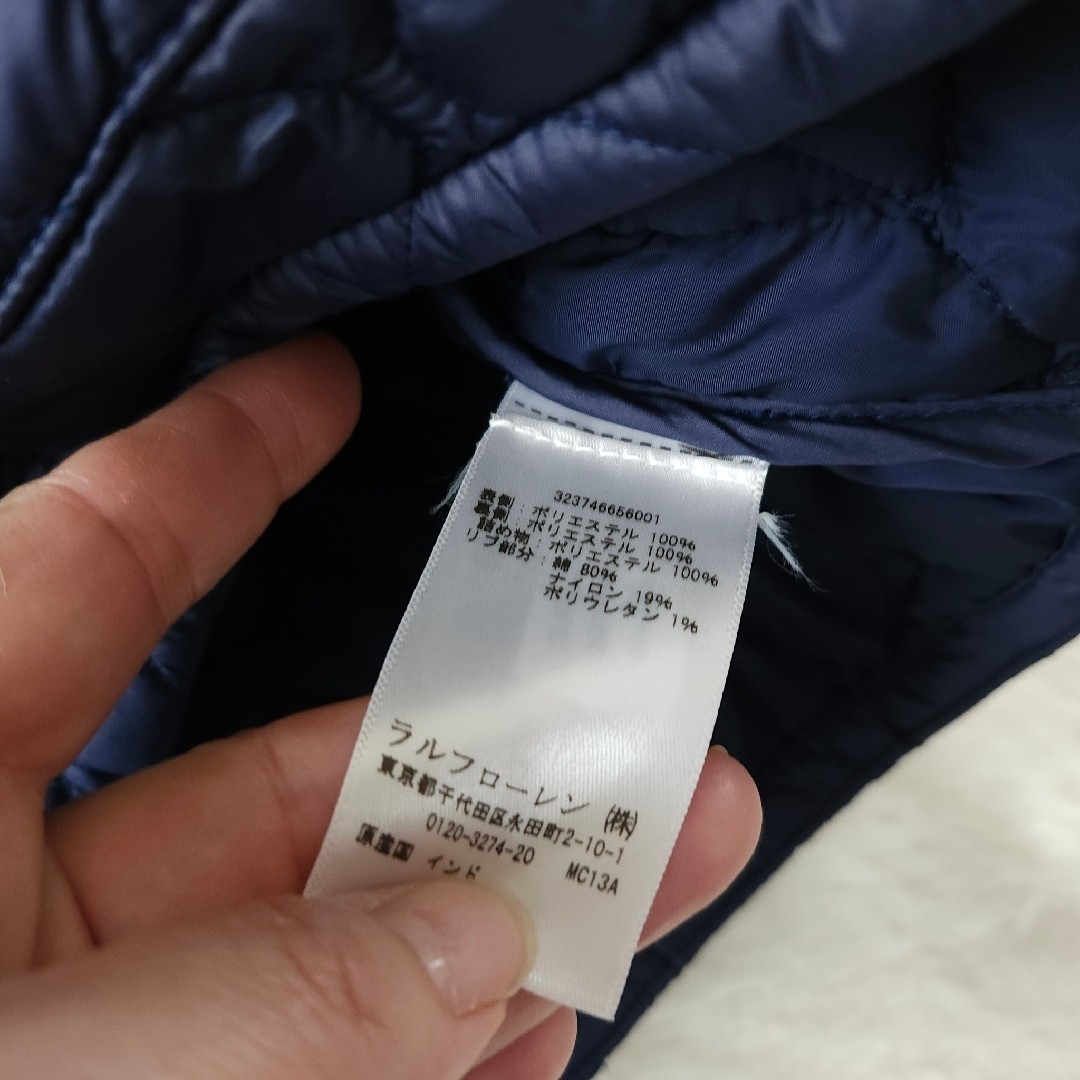 323746656001
表側 : ポリエステル 100%
裏側 : ポリエステル 100%
詰め物 : ポリエステル 100%
リブ部分 : 綿 80%
ナイロン 19%
ポリウレタン 1%
ラルフローレン ㈱
東京都千代田区永田町2-10-1
0120-3274-20 MC13A
原産国 インド